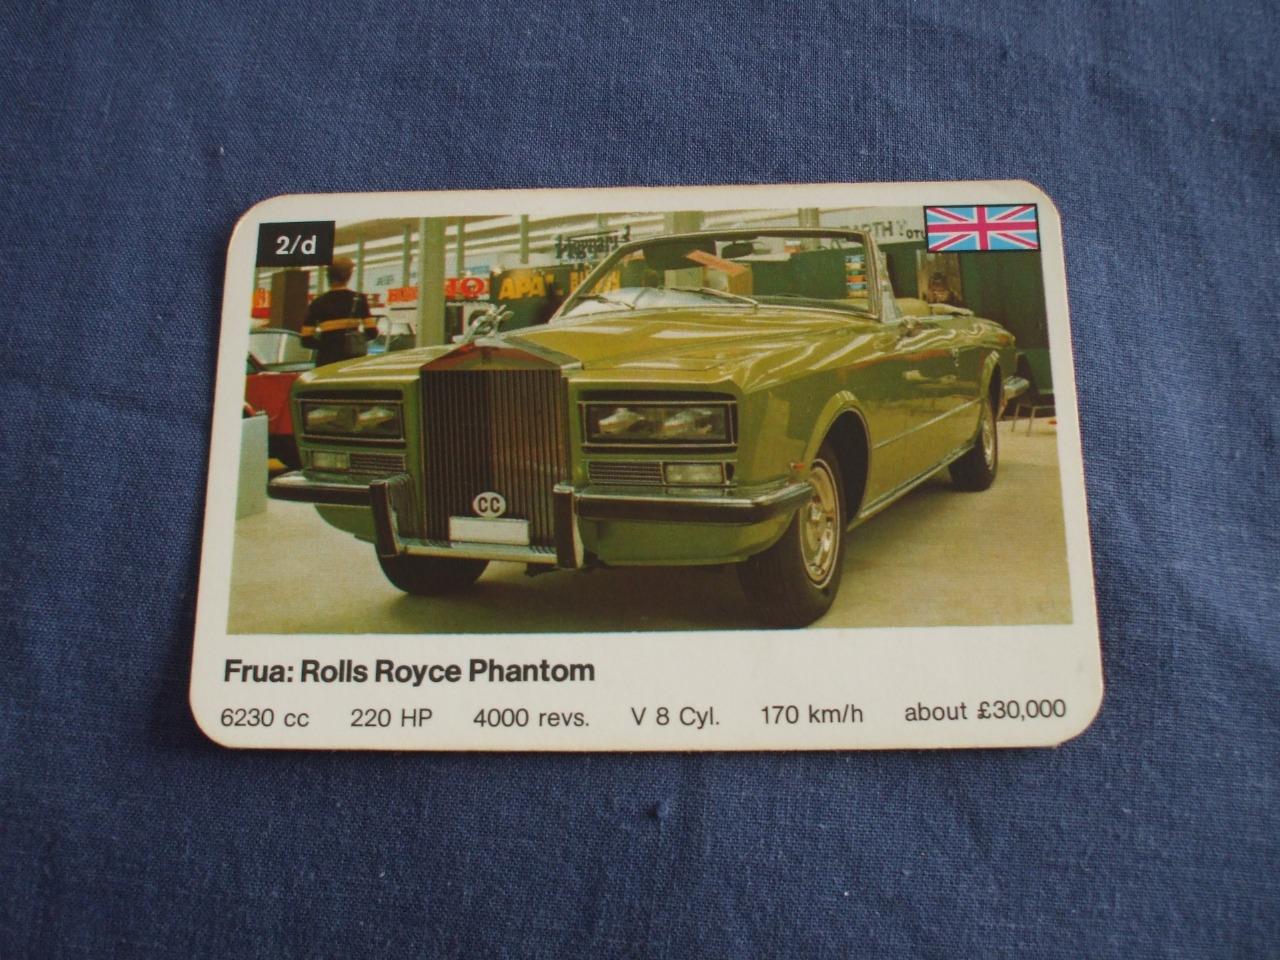 2/d
APA
CC
Frua: Rolls Royce Phantom
6230 cc 220 HP 4000 revs. V 8 Cyl. 170 km/h about £30,000